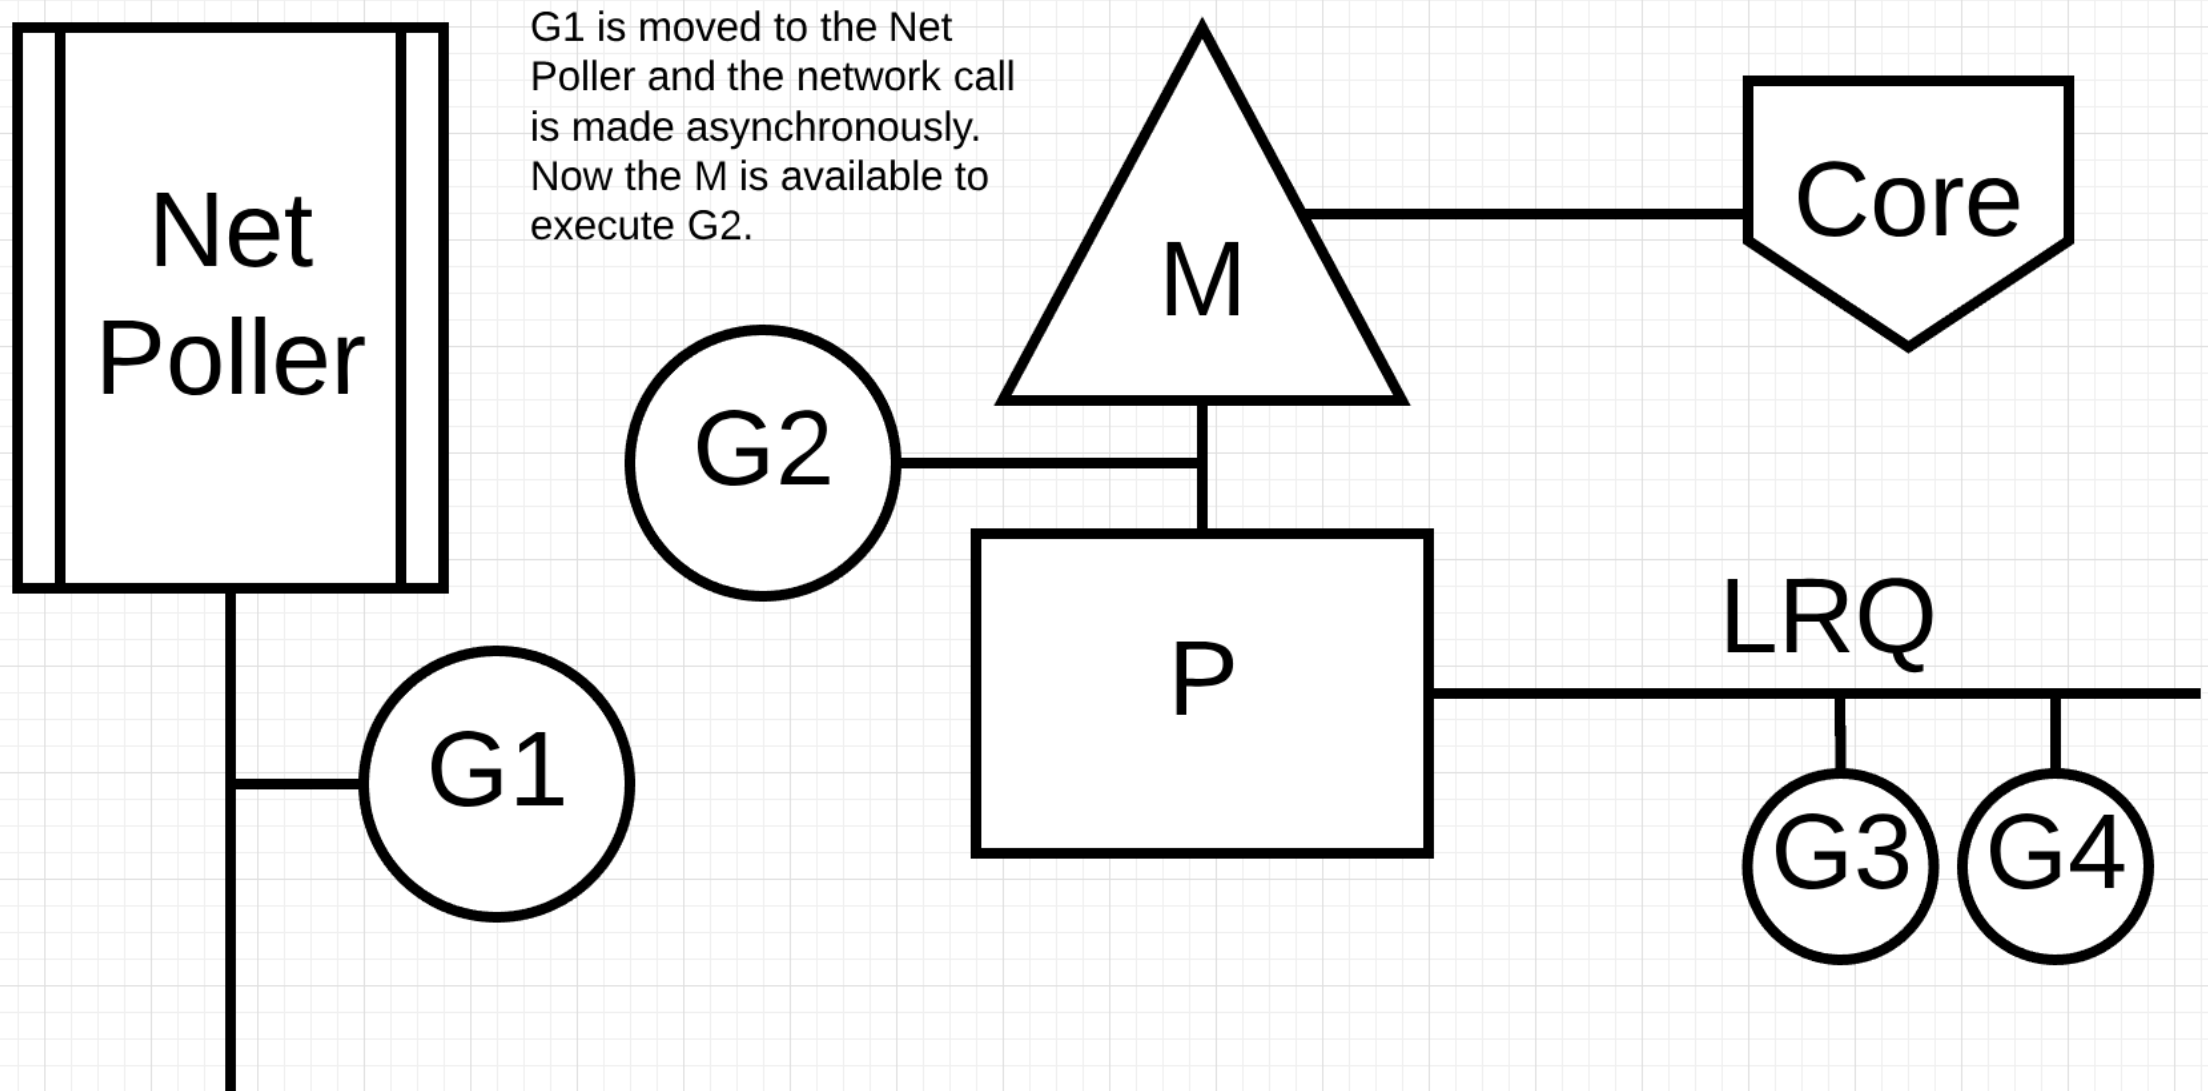 Net
Poller
G1 is moved to the Net
Poller and the network call
is made asynchronously.
Now the M is available to
execute G2.
M
Core
G2
P
LRQ
G1
G3
G4